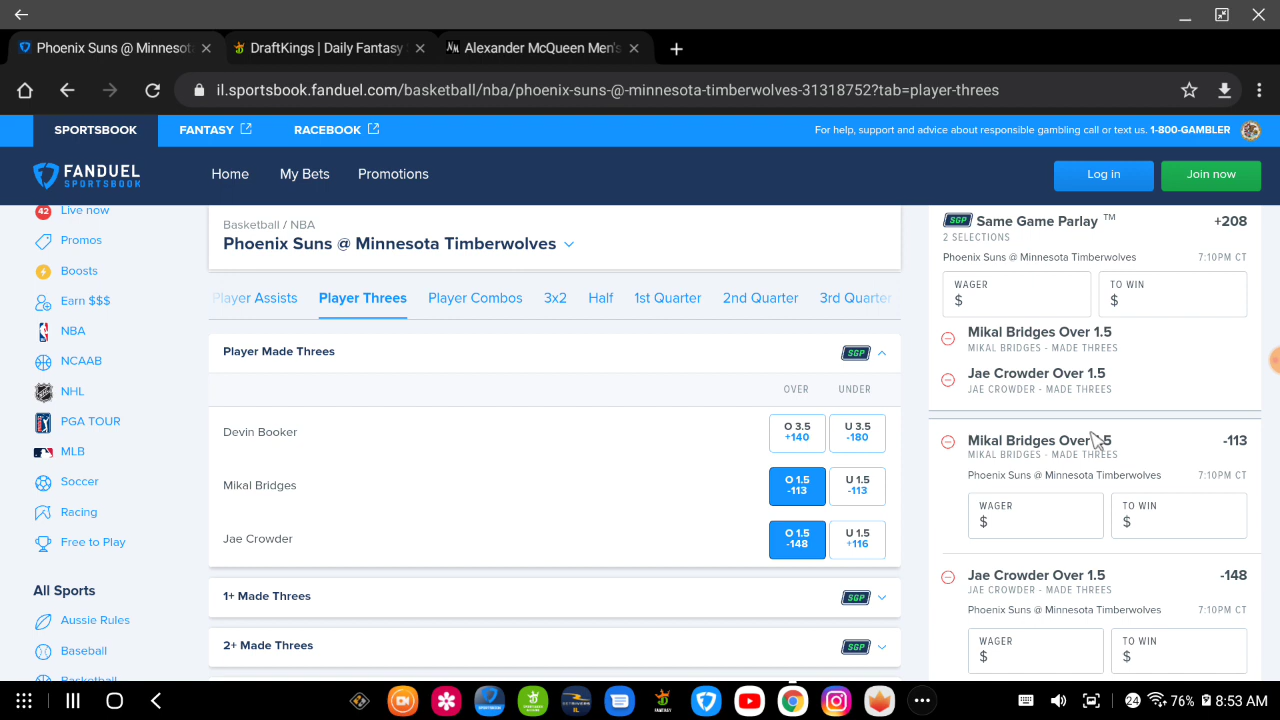 Phoenix Suns @ Minnesot
DraftKings | Daily Fantasy
Alexander McQueen Men's
il.sportsbook.fanduel.com/basketball/nba/phoenix-suns-@-minnesota-timberwolves-31318752?tab=player-threes
SPORTSBOOK
FANTASY
RACEBOOK
For help, support and advice about responsible gambling call or text us. 1-800-GAMBLER
FANDUEL
SPORTSBOOK
Home
My Bets
Promotions
Log in
Join now
42 Live now
Promos
Boosts
Earn $$$
NBA
NCAAB
NHL
PGA TOUR
MLB
Soccer
Racing
Free to Play
All Sports
Aussie Rules
Baseball
Basketball
Basketball / NBA
Phoenix Suns @ Minnesota Timberwolves
Player Assists Player Threes Player Combos 3x2 Half 1st Quarter 2nd Quarter 3rd Quarter
Player Made Threes SGP
OVER UNDER
Devin Booker
O 3.5 U 3.5
+140 -180
Mikal Bridges
O 1.5 U 1.5
-113 -113
Jae Crowder
O 1.5 U 1.5
-148 +116
1+ Made Threes SGP
2+ Made Threes SGP
SGP Same Game Parlay ™ +208
2 SELECTIONS
Phoenix Suns @ Minnesota Timberwolves 7:10PM CT
WAGER TO WIN
$ $
Mikal Bridges Over 1.5
MIKAL BRIDGES - MADE THREES
Jae Crowder Over 1.5
JAE CROWDER - MADE THREES
Mikal Bridges Over 1.5 -113
MIKAL BRIDGES - MADE THREES
Phoenix Suns @ Minnesota Timberwolves 7:10PM CT
WAGER TO WIN
$ $
Jae Crowder Over 1.5 -148
JAE CROWDER - MADE THREES
Phoenix Suns @ Minnesota Timberwolves 7:10PM CT
WAGER TO WIN
$ $
24 76% 8:53 AM